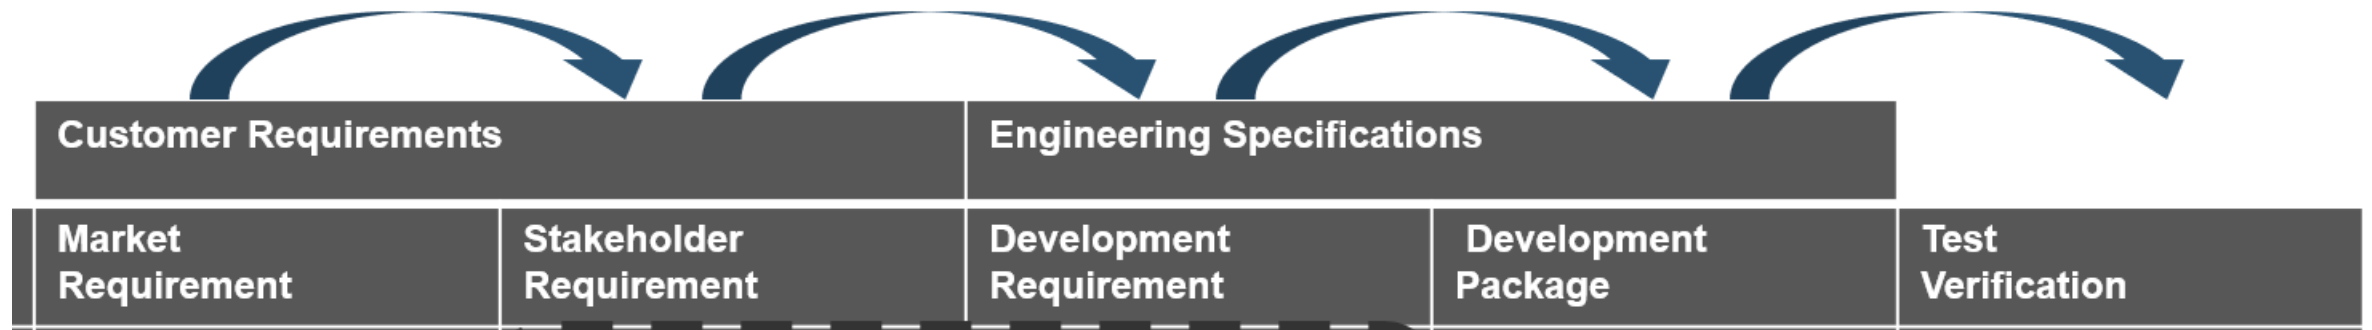 Customer Requirements
Engineering Specifications
Market
Requirement
Stakeholder
Requirement
Development
Requirement
Development
Package
Test
Verification